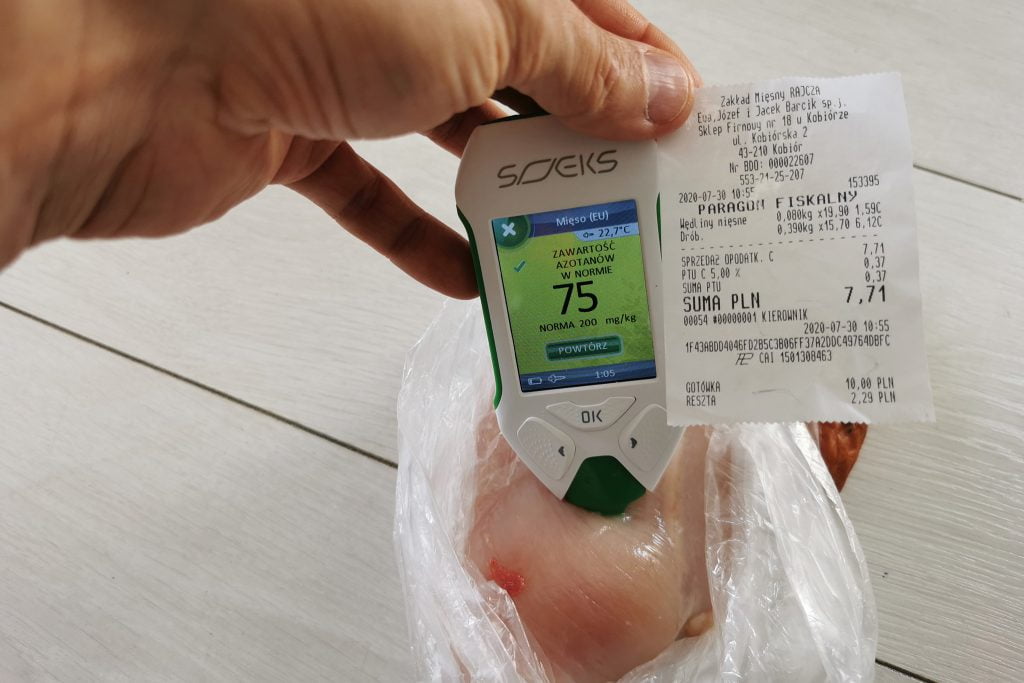 SOEKS
Mięso (EU)
22,7°C
ZAWARTOŚĆ
AZOTANÓW
W NORMIE
75
NORMA 200 mg/kg
POWTÓRZ
1:05
OK
Zakład Mięsny RAJCZA
Ewa,Józef i Jacek Barcik sp.j.
Sklep Firmowy nr 18 w Kobiórze
ul. Kobiórska 2
43-210 Kobiór
Nr BDO: 000022607
553-21-25-207
2020-07-30 10:55 153395
PARAGON FISKALNY
Wędliny mięsne 0,080kg x19,90 1,59C
Drób. 0,390kg x15,70 6,12C
SPRZEDAŻ OPODATK. C 7,71
PTU C 5,00 % 0,37
SUMA PTU 0,37
SUMA PLN 7,71
00054 #00000001 KIEROWNIK
2020-07-30 10:55
1F43ABDD4046FD2B5C3B06FF37A2DDC49764DBFC
CAI 1501308463
GOTÓWKA 10,00 PLN
RESZTA 2,29 PLN